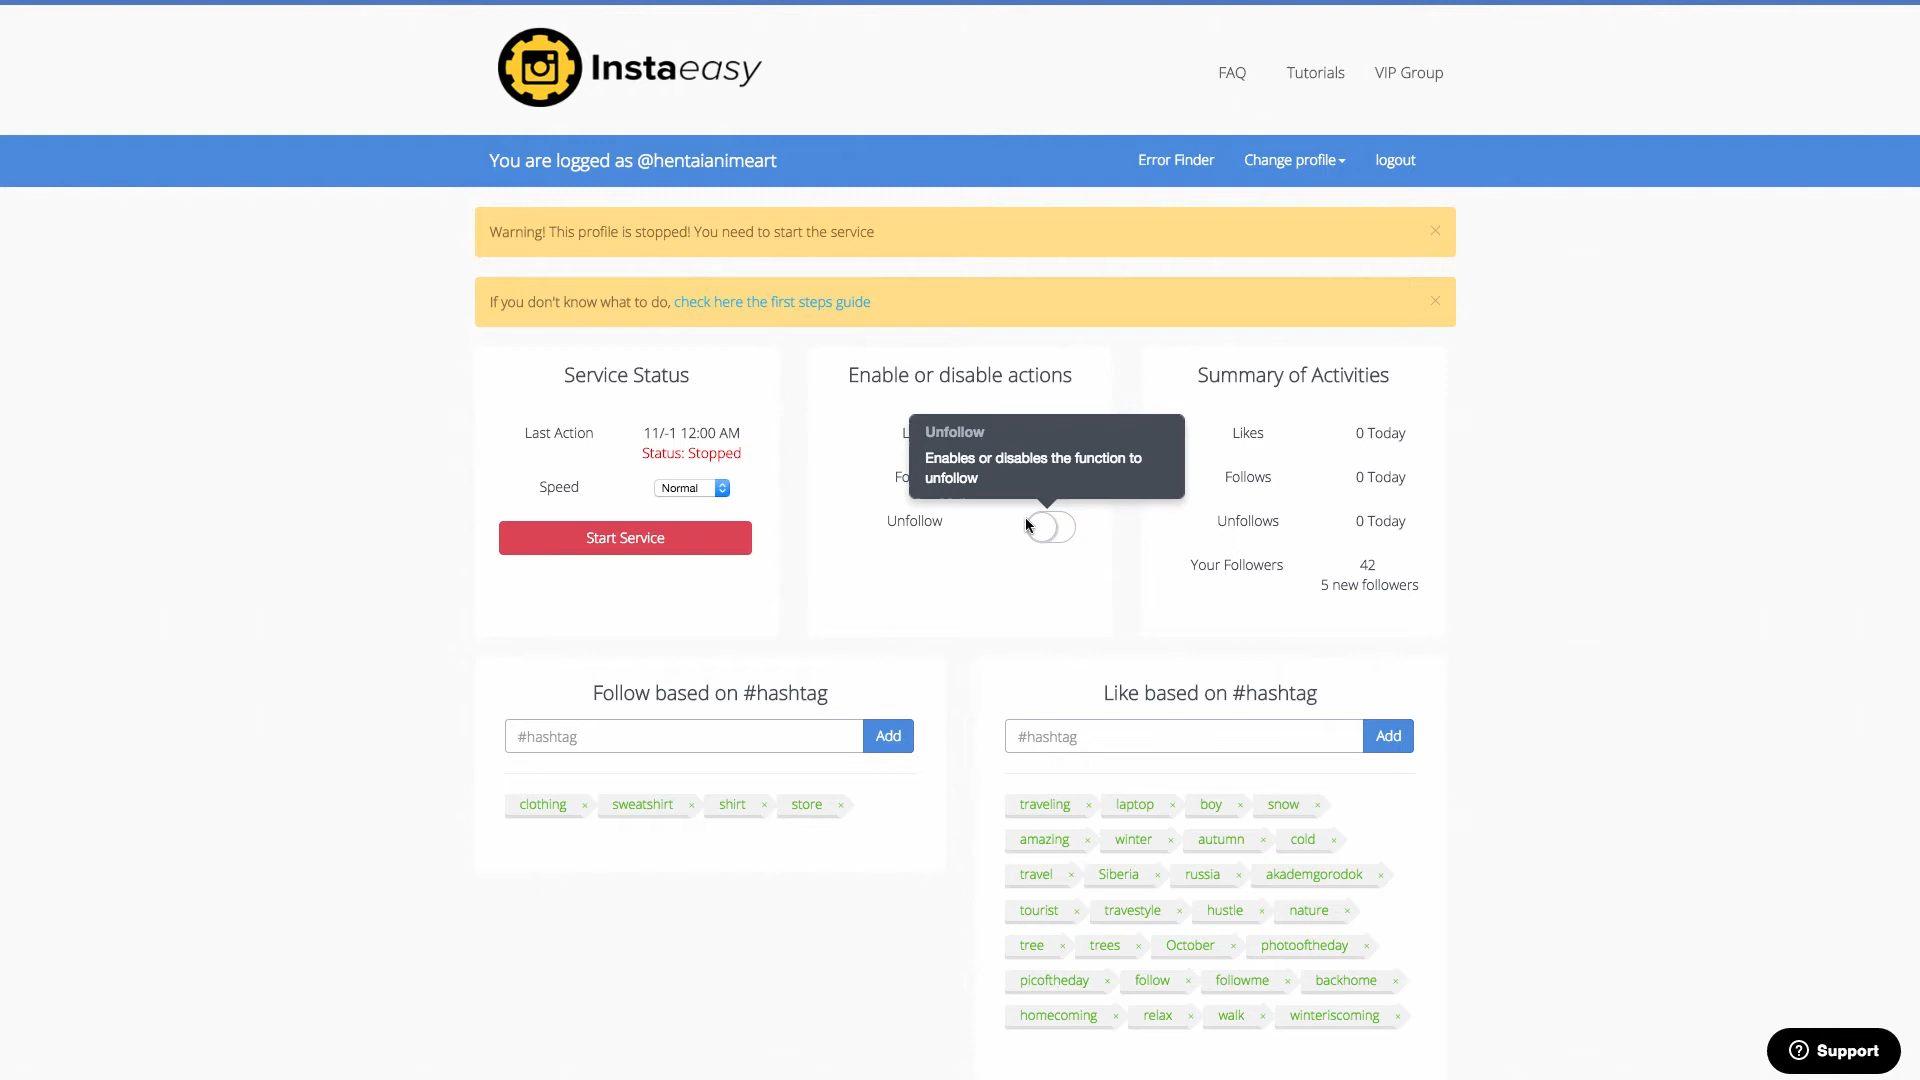 Instaeasy
FAQ Tutorials VIP Group
You are logged as @hentaianimeart
Error Finder Change profile logout
Warning! This profile is stopped! You need to start the service ×
If you don't know what to do, check here the first steps guide ×
Service Status
Last Action 11/-1 12:00 AM
Status: Stopped
Speed Normal
Start Service
Enable or disable actions
Unfollow
Enables or disables the function to
unfollow
Unfollow
Summary of Activities
Likes 0 Today
Follows 0 Today
Unfollows 0 Today
Your Followers 42
5 new followers
Follow based on #hashtag
#hashtag Add
clothing × sweatshirt × shirt × store ×
Like based on #hashtag
#hashtag Add
traveling × laptop × boy × snow ×
amazing × winter × autumn × cold ×
travel × Siberia × russia × akademgorodok ×
tourist × travestyle × hustle × nature ×
tree × trees × October × photooftheday ×
picoftheday × follow × followme × backhome ×
homecoming × relax × walk × winteriscoming ×
? Support